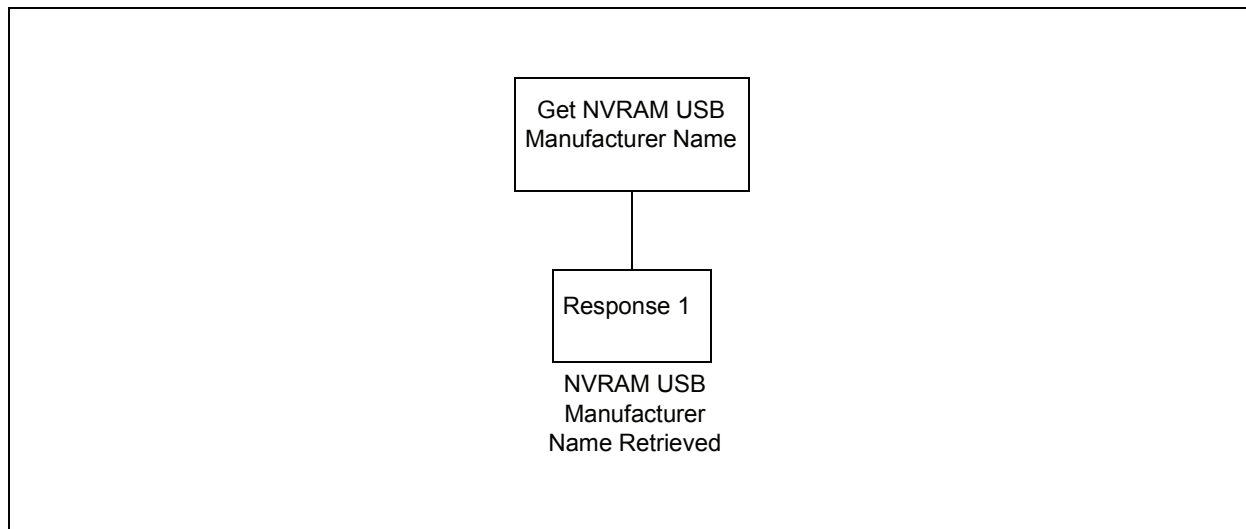 Get NVRAM USB
Manufacturer Name
Response 1
NVRAM USB
Manufacturer
Name Retrieved